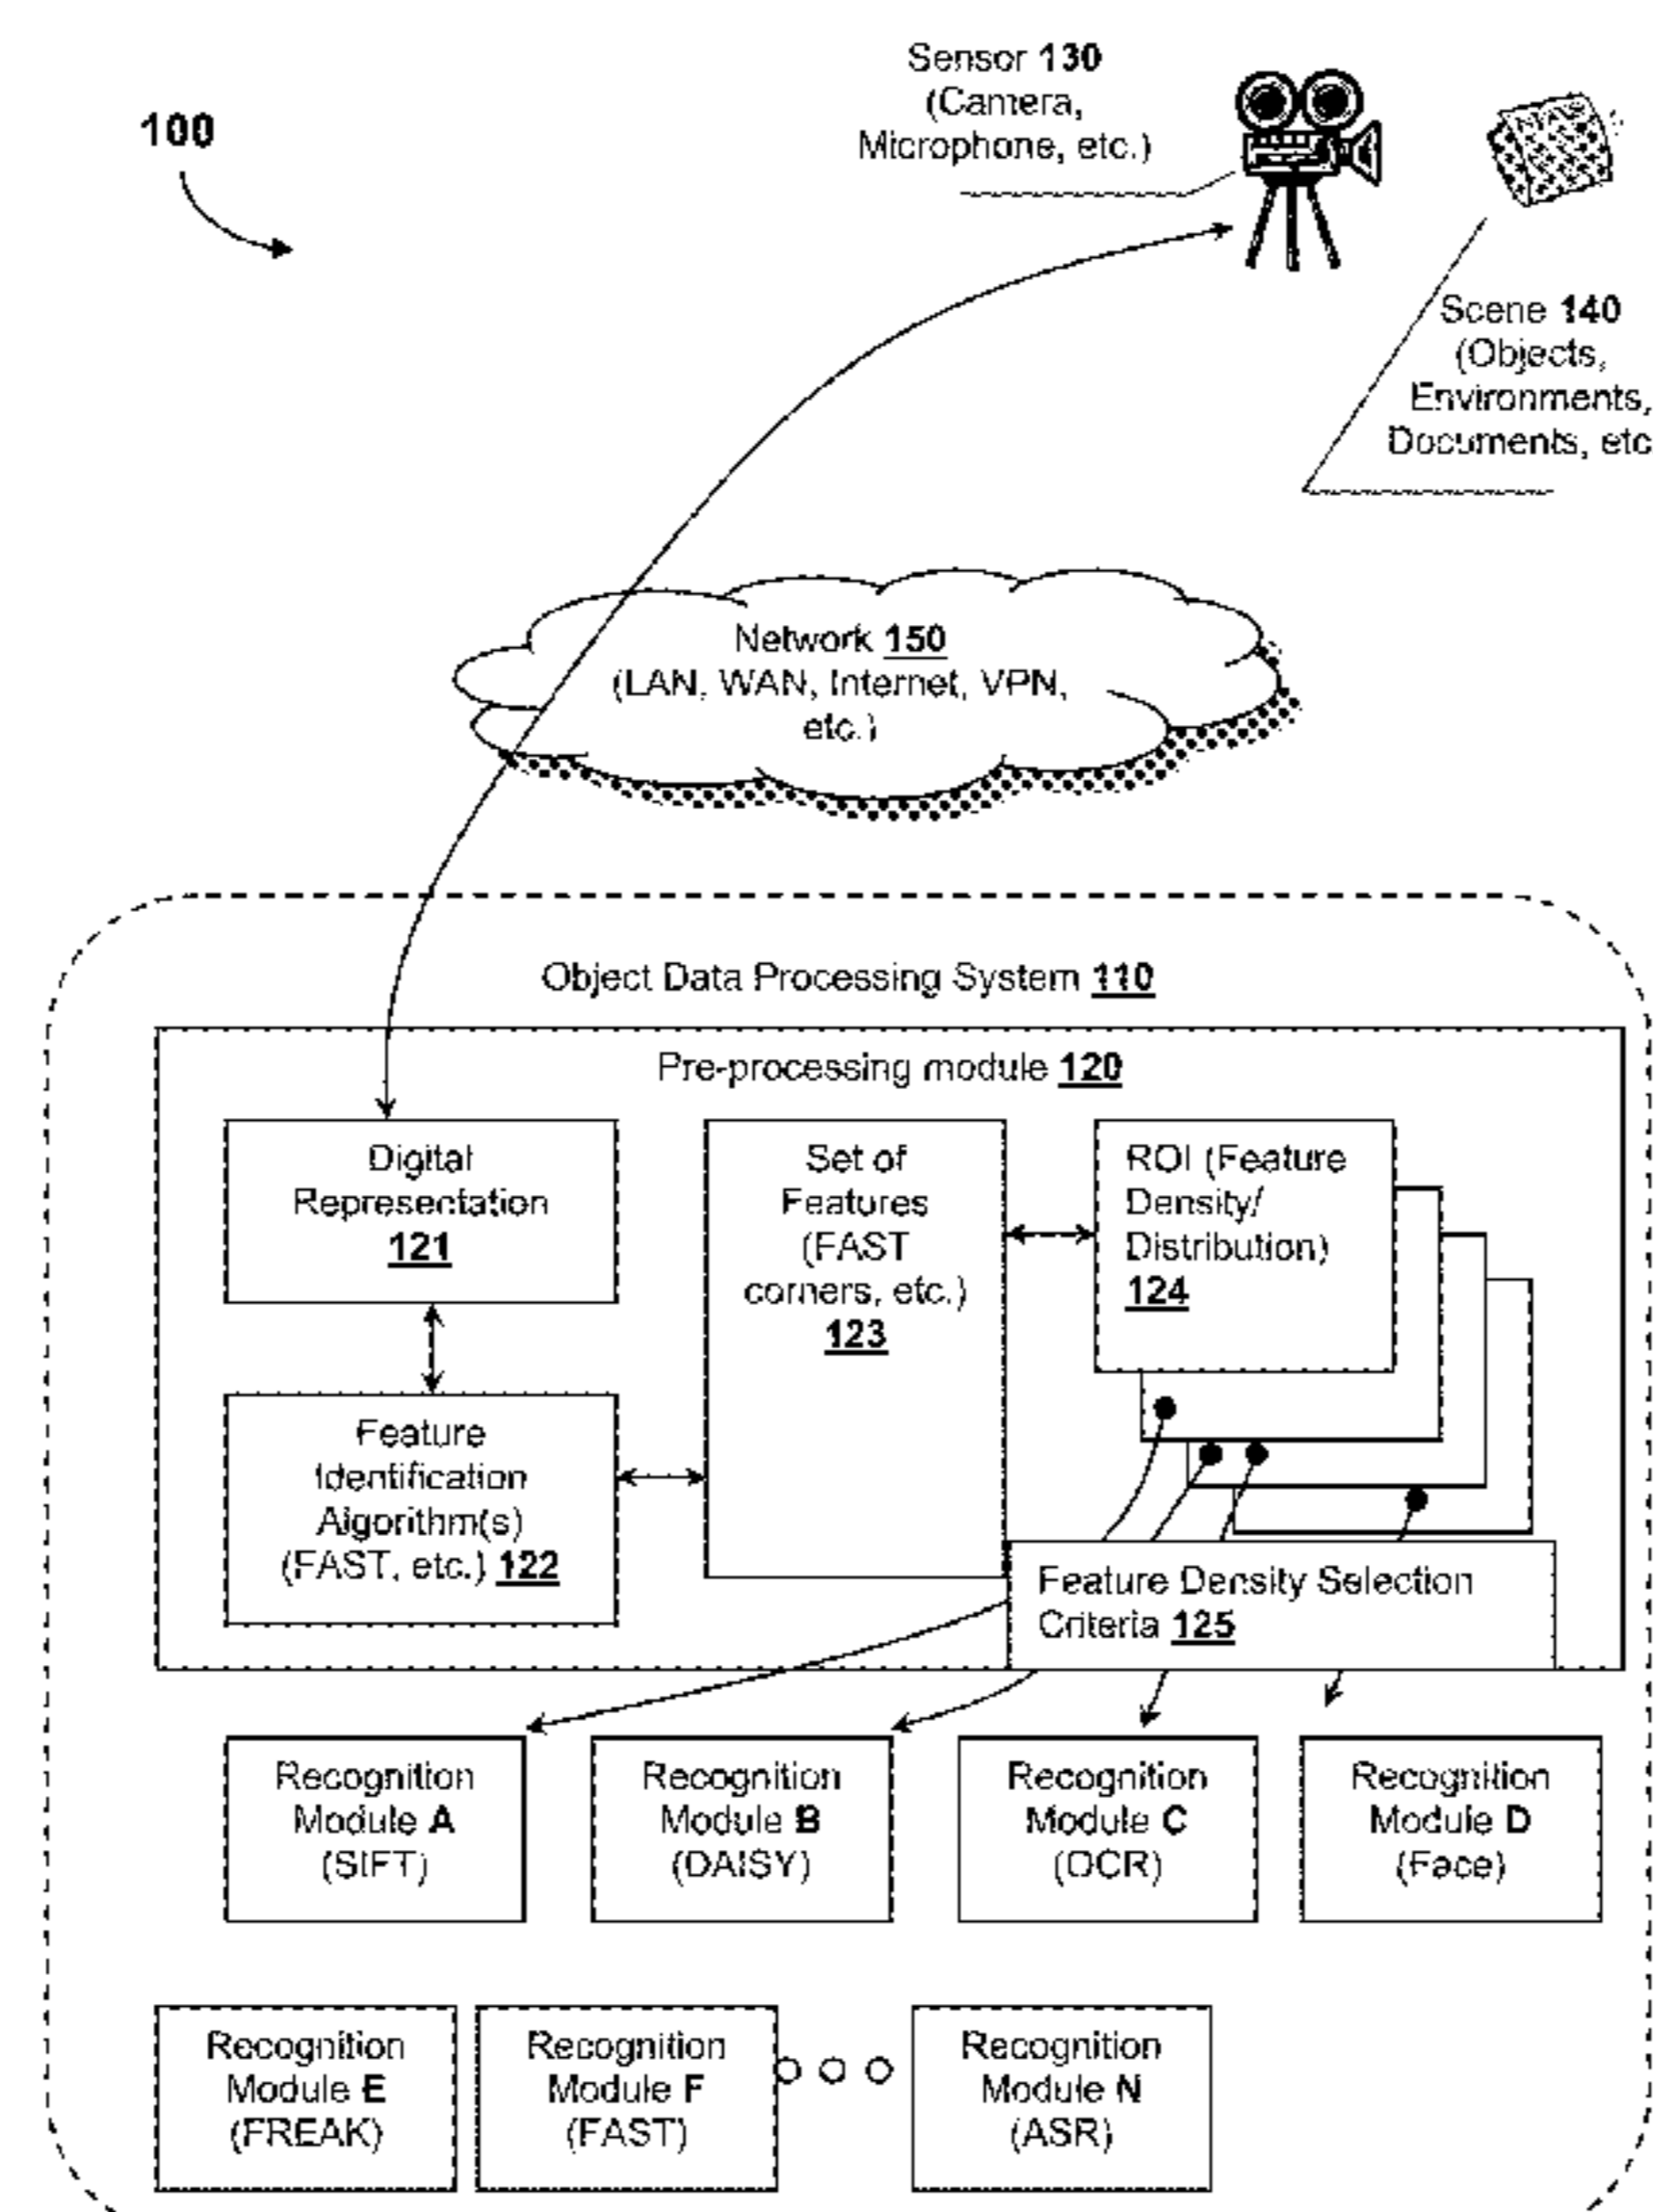 100
Sensor 130
(Camera,
Microphone, etc.)
Scene 140
(Objects,
Environments,
Documents, etc
Network 150
(LAN, WAN, Internet, VPN,
etc.)
Object Data Processing System 110
Pre-processing module 120
Digital
Representation
121
Feature
Identification
Algorithm(s)
(FAST, etc.) 122
Set of
Features
(FAST
corners, etc.)
123
ROI (Feature
Density/
Distribution)
124
Feature Density Selection
Criteria 125
Recognition
Module A
(SIFT)
Recognition
Module B
(DAISY)
Recognition
Module C
(OCR)
Recognition
Module D
(Face)
Recognition
Module E
(FREAK)
Recognition
Module F
(FAST)
Recognition
Module N
(ASR)